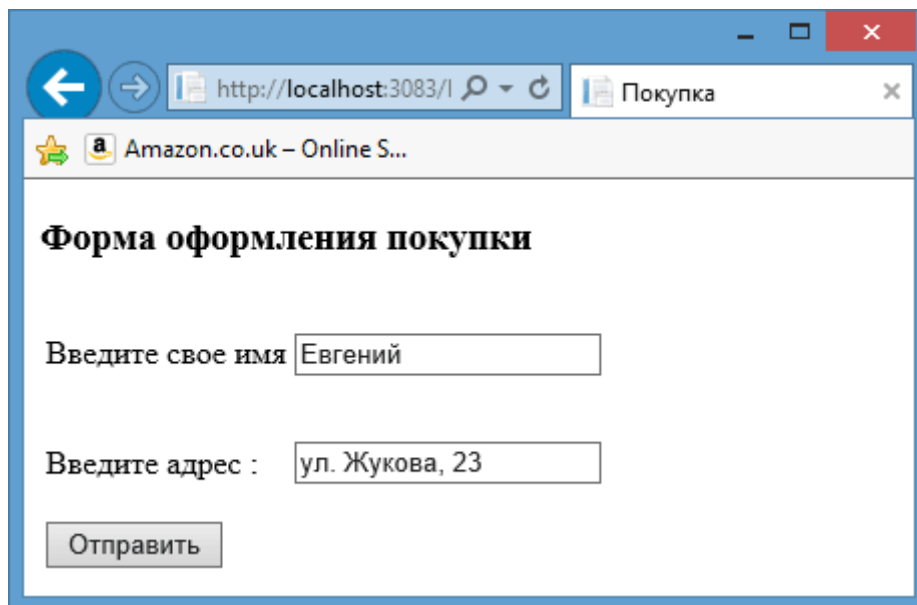 http://localhost:3083/l
Покупка
a Amazon.co.uk – Online S...
Форма оформления покупки
Введите свое имя Евгений
Введите адрес : ул. Жукова, 23
Отправить